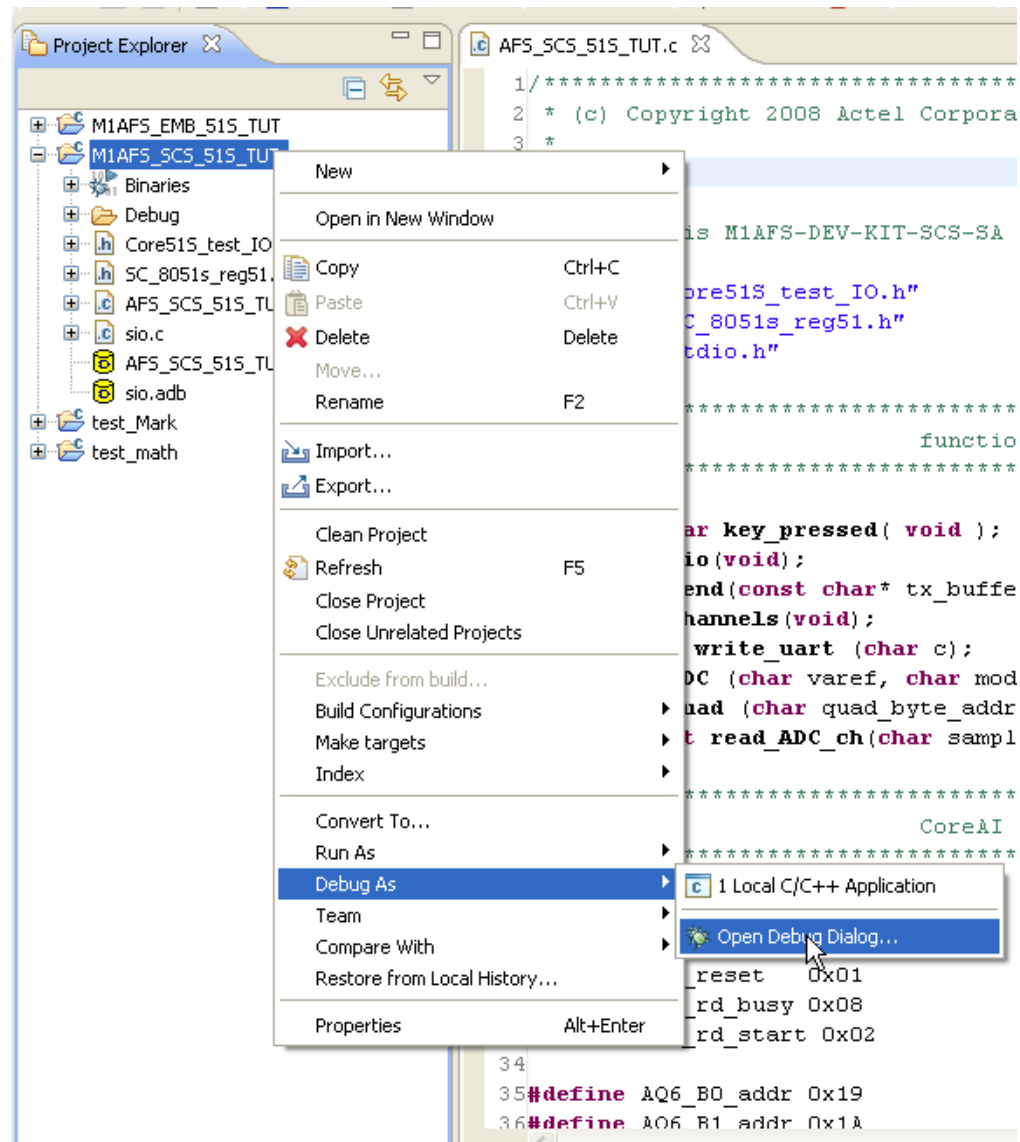 Project Explorer
M1AFS_EMB_51S_TUT
M1AFS_SCS_51S_TUT
Binaries
Debug
Core51S_test_IO
SC_8051s_reg51.
AFS_SCS_51S_TU
sio.c
AFS_SCS_51S_TU
sio.adb
test_Mark
test_math
New
Open in New Window
Copy Ctrl+C
Paste Ctrl+V
Delete Delete
Move...
Rename F2
Import...
Export...
Clean Project
Refresh F5
Close Project
Close Unrelated Projects
Exclude from build...
Build Configurations
Make targets
Index
Convert To...
Run As
Debug As
Team
Compare With
Restore from Local History...
Properties Alt+Enter
1 Local C/C++ Application
Open Debug Dialog...
AFS_SCS_51S_TUT.c
1/**********************************
2 * (c) Copyright 2008 Actel Corpora
3 *
is M1AFS-DEV-KIT-SCS-SA
ore51S_test_IO.h"
C_8051s_reg51.h"
tdio.h"
************************
functio
************************
ar key_pressed( void );
io(void);
end(const char* tx_buffe
hannels(void);
write_uart (char c);
DC (char varef, char mod
uad (char quad_byte_addr
t read_ADC_ch(char sampl
************************
CoreAI
************************
_reset 0x01
_rd_busy 0x08
_rd_start 0x02
34
35#define AQ6_B0_addr 0x19
36#define AQ6_B1_addr 0x1A